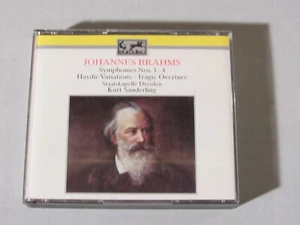 JOHANNES BRAHMS
Symphonies Nos. 1-4
Haydn Variations · Tragic Overture
Staatskapelle Dresden
Kurt Sanderling